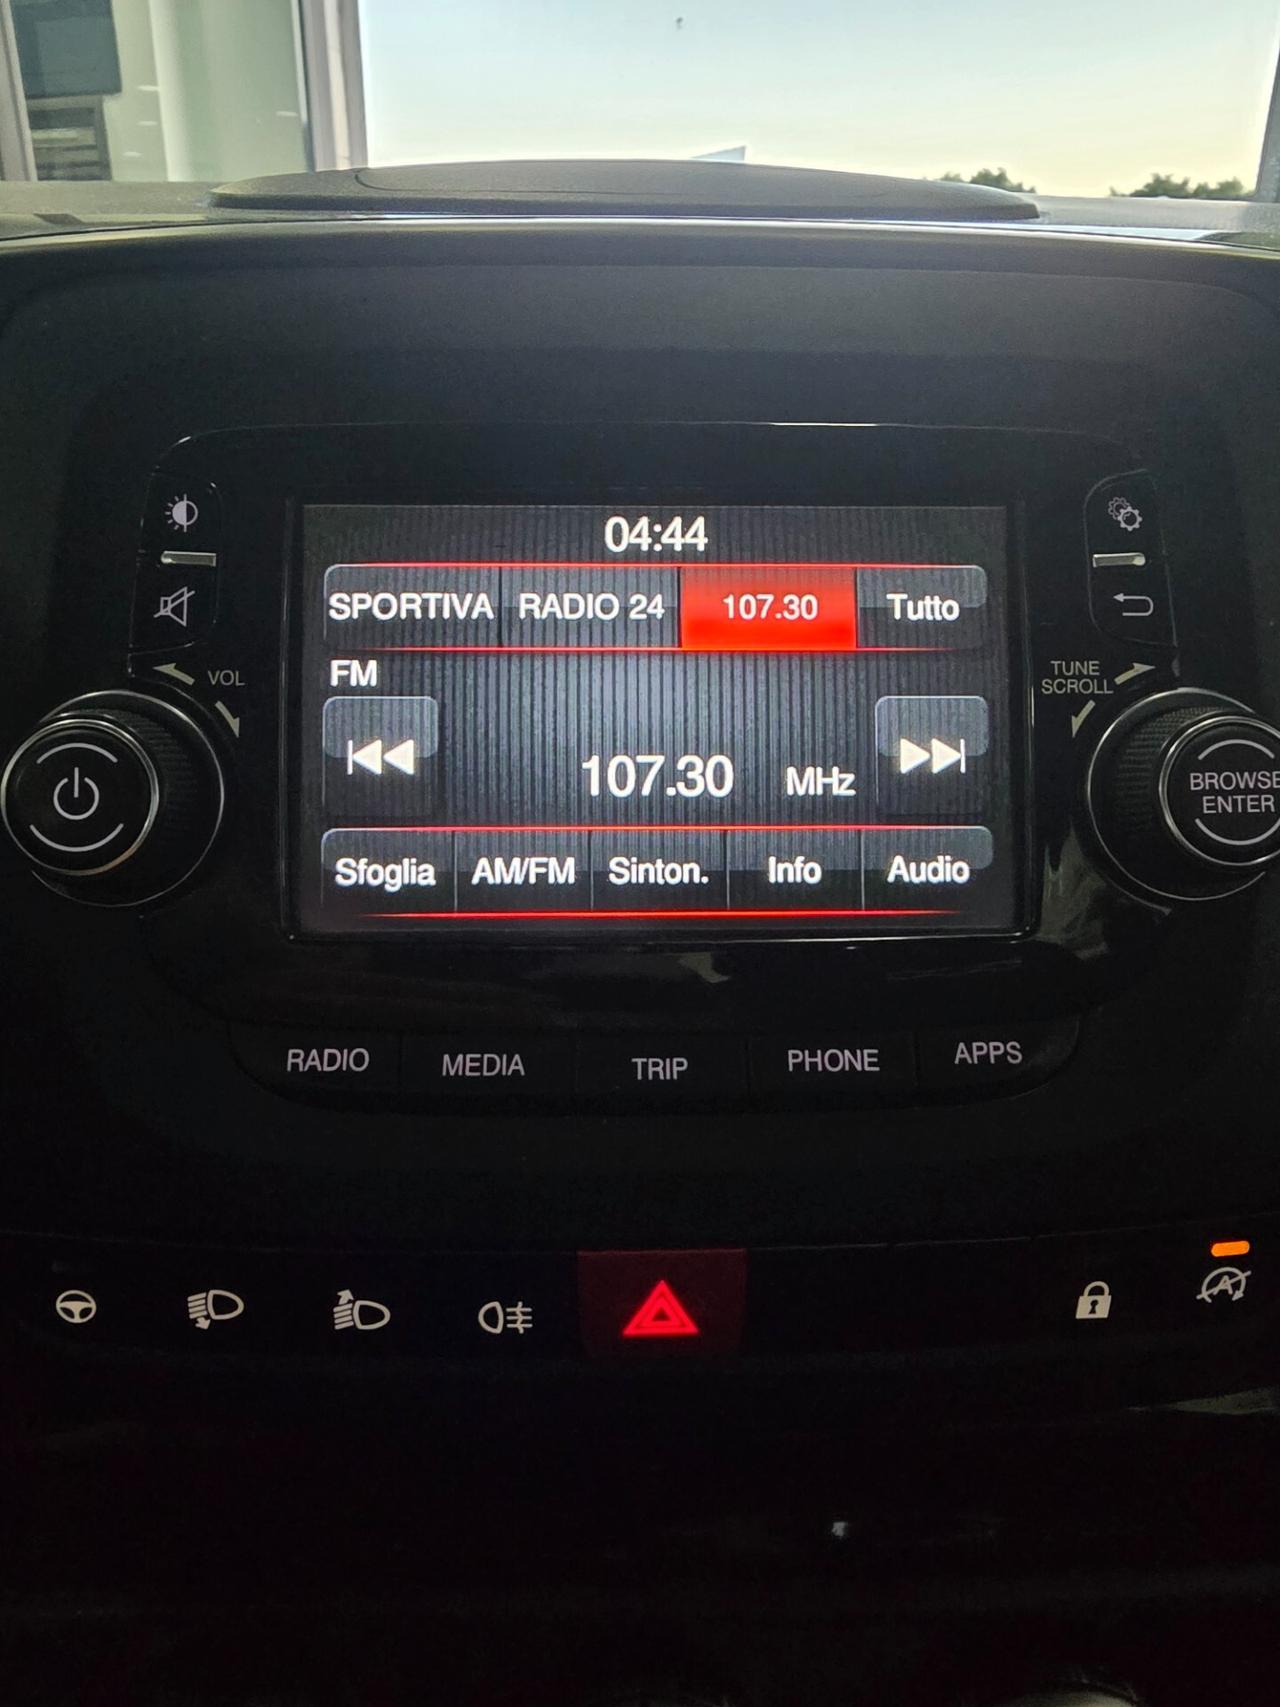 04:44
SPORTIVA RADIO 24 107.30 Tutto
FM
VOL
TUNE
SCROLL
107.30 MHz
BROWSE
ENTER
Sfoglia AM/FM Sinton. Info Audio
RADIO MEDIA TRIP PHONE APPS
A